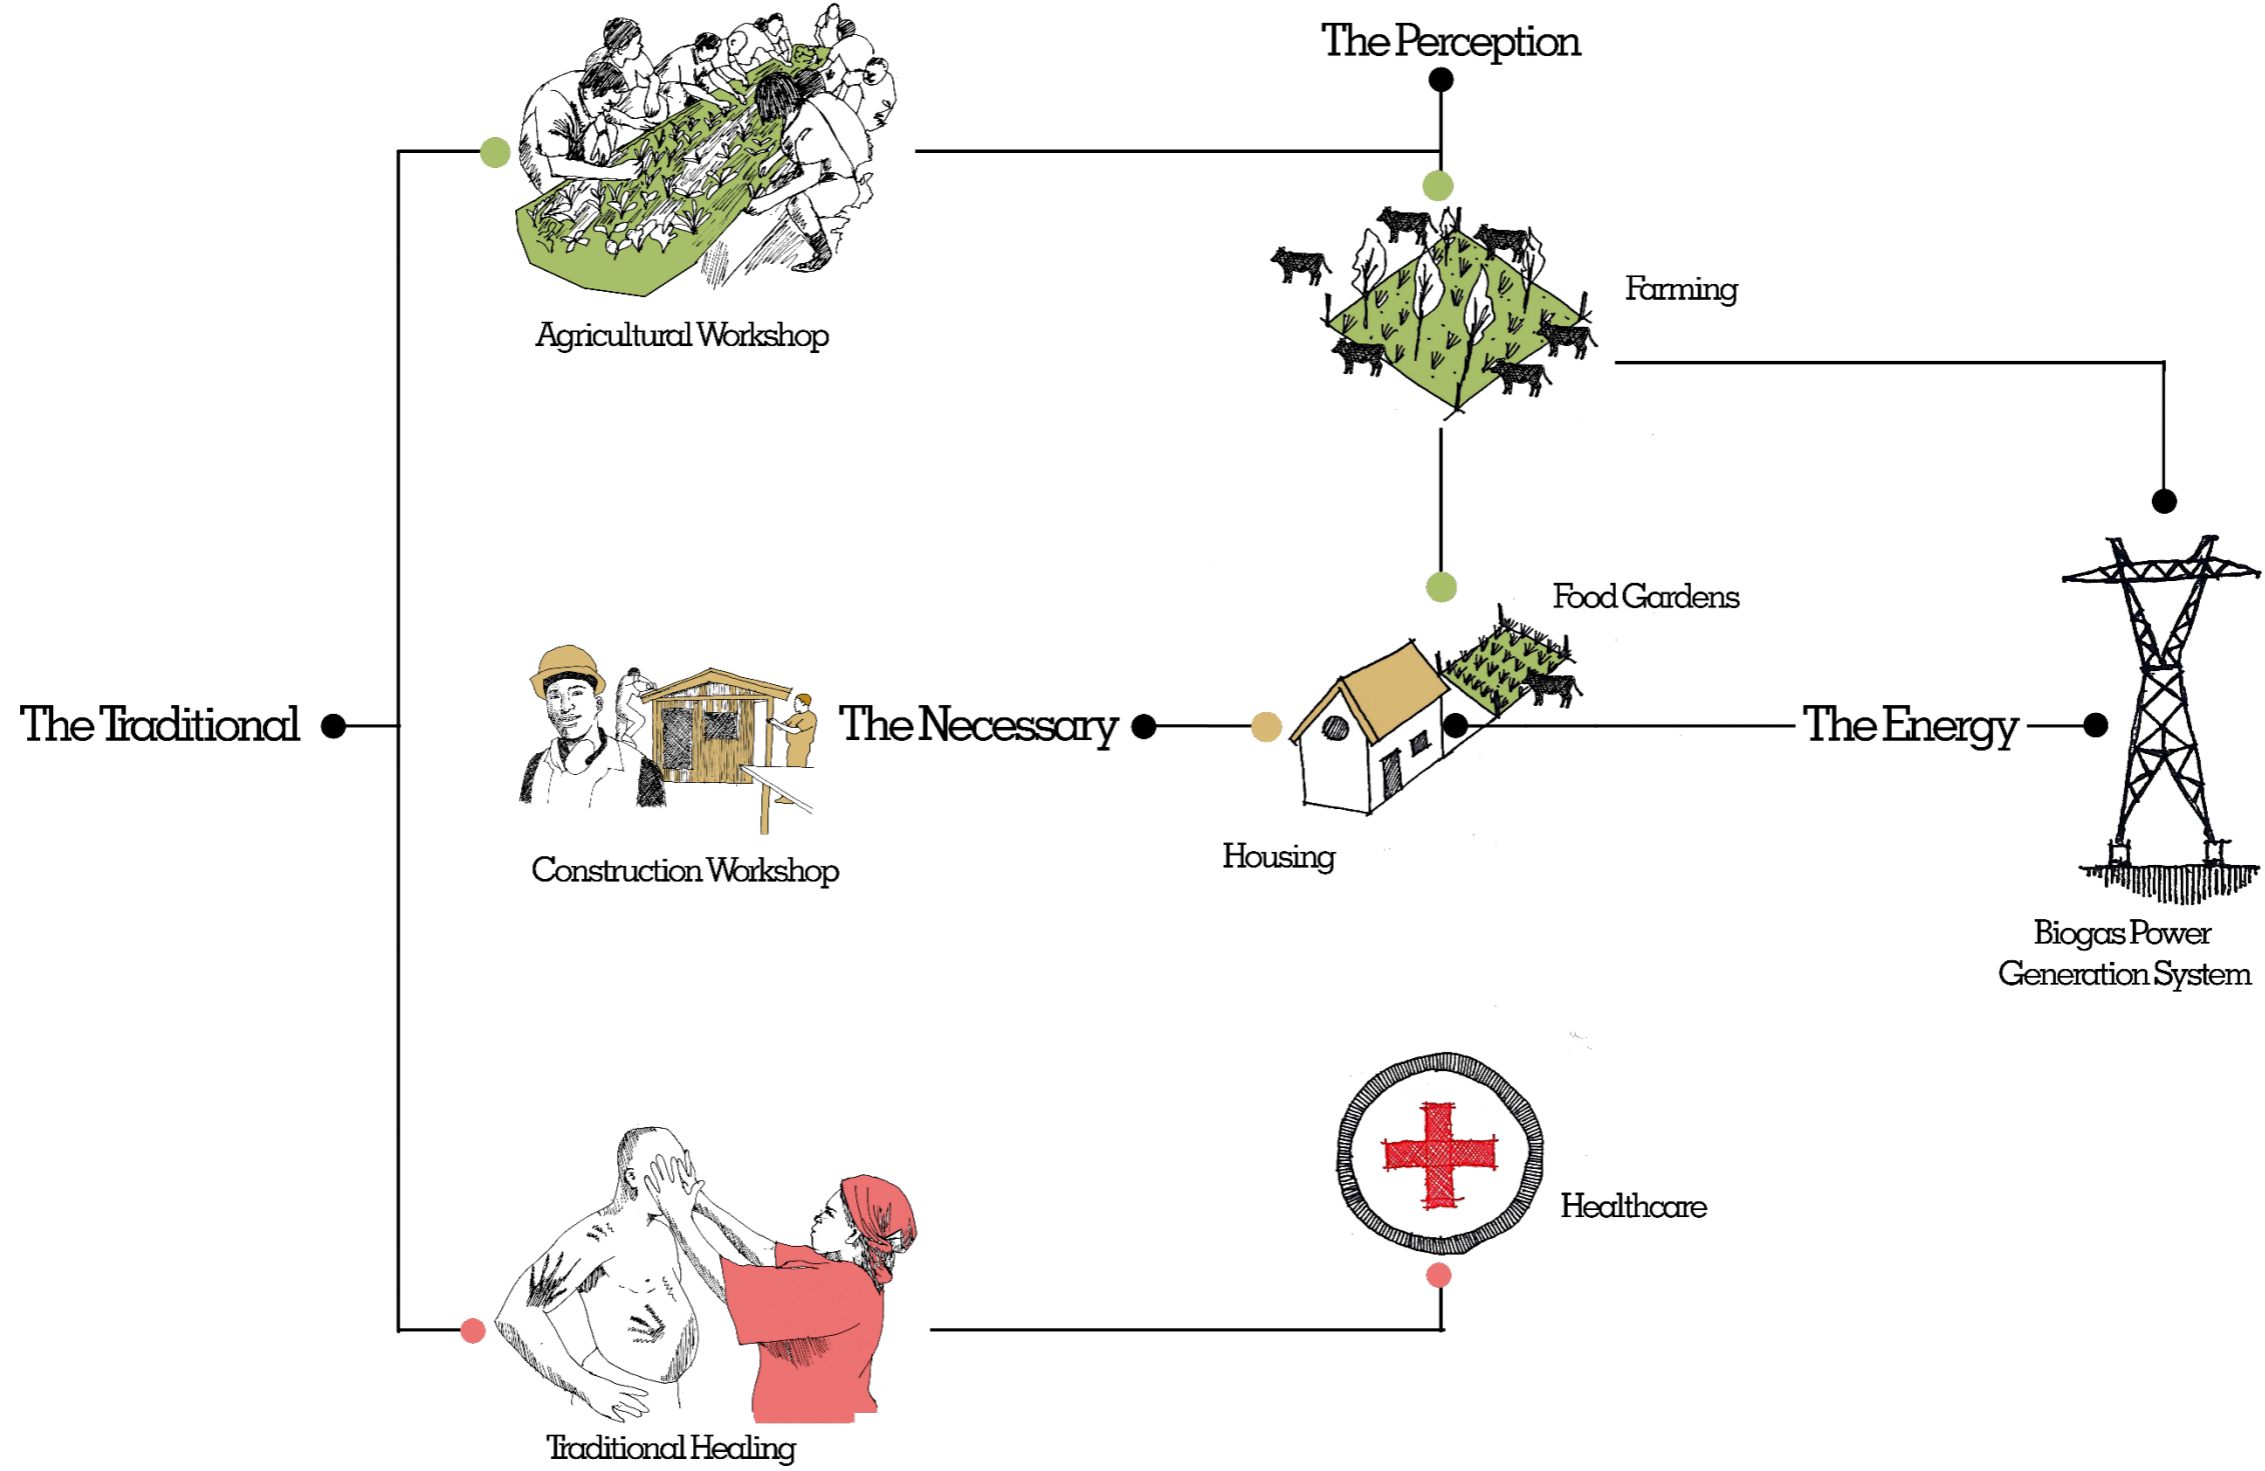 The Perception
Farming
Agricultural Workshop
Food Gardens
The Traditional
The Necessary
The Energy
Housing
Construction Workshop
Biogas Power
Generation System
Healthcare
Traditional Healing